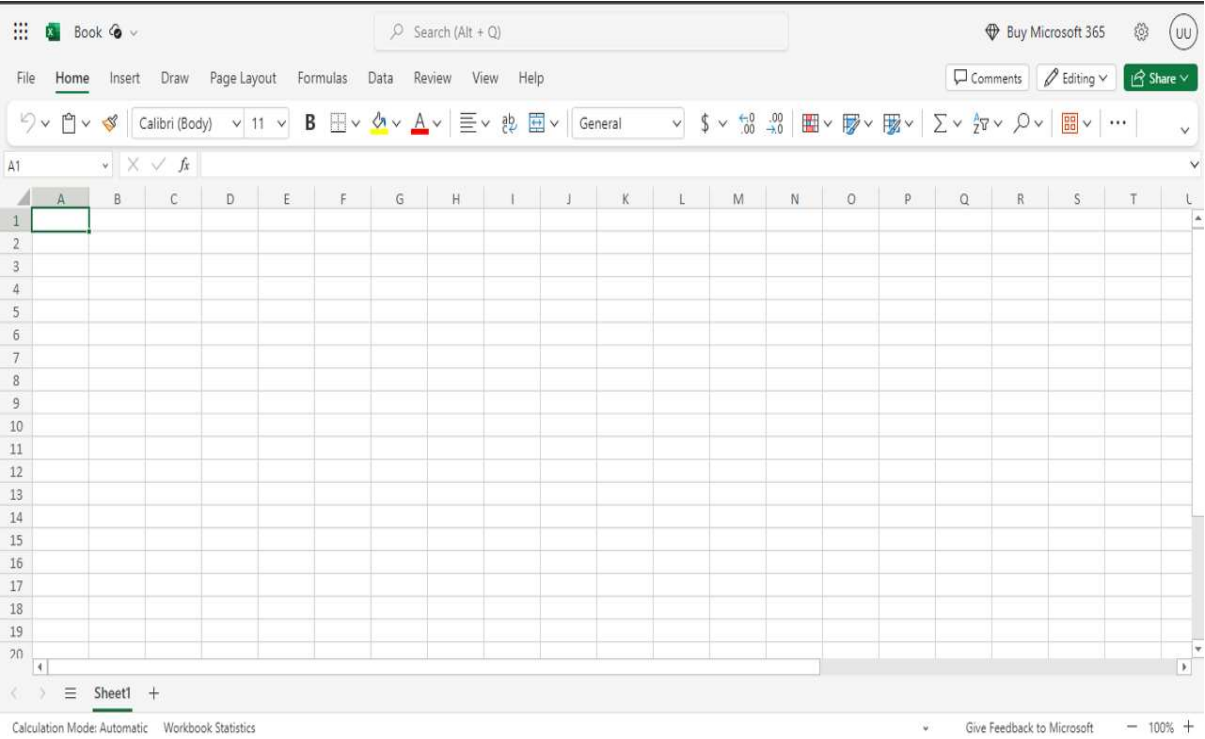 Book
Search (Alt + Q)
Buy Microsoft 365
UU
File Home Insert Draw Page Layout Formulas Data Review View Help
Comments Editing Share
Calibri (Body) 11 B A ab General $ .00 .00
A1 fx
A B C D E F G H I J K L M N O P Q R S T
1
2
3
4
5
6
7
8
9
10
11
12
13
14
15
16
17
18
19
20
Sheet1 +
Calculation Mode: Automatic Workbook Statistics
Give Feedback to Microsoft
− 100% +